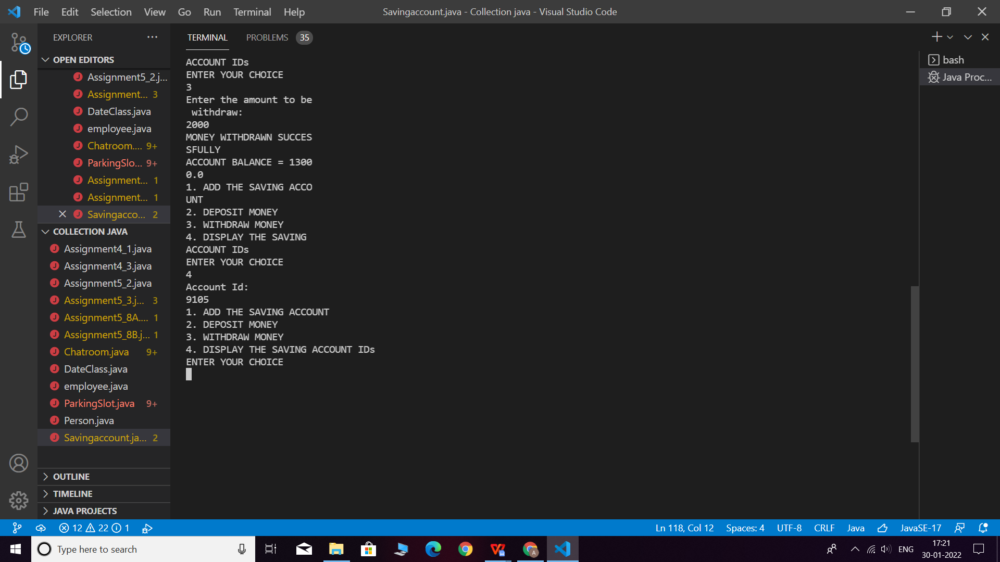 File Edit Selection View Go Run Terminal Help
Savingaccount.java - Collection java - Visual Studio Code
EXPLORER
OPEN EDITORS
Assignment5_2.j...
Assignment... 3
DateClass.java
employee.java
Chatroom.... 9+
ParkingSlo... 9+
Assignment... 1
Assignment... 1
Savingacco... 2
COLLECTION JAVA
Assignment4_1.java
Assignment4_3.java
Assignment5_2.java
Assignment5_3.j... 3
Assignment5_8A.... 1
Assignment5_8B.j... 1
Chatroom.java 9+
DateClass.java
employee.java
ParkingSlot.java 9+
Person.java
Savingaccount.ja... 2
OUTLINE
TIMELINE
JAVA PROJECTS
TERMINAL PROBLEMS 35
ACCOUNT IDs
ENTER YOUR CHOICE
3
Enter the amount to be
withdraw:
2000
MONEY WITHDRAWN SUCCES
SFULLY
ACCOUNT BALANCE = 1300
0.0
1. ADD THE SAVING ACCO
UNT
2. DEPOSIT MONEY
3. WITHDRAW MONEY
4. DISPLAY THE SAVING
ACCOUNT IDs
ENTER YOUR CHOICE
4
Account Id:
9105
1. ADD THE SAVING ACCOUNT
2. DEPOSIT MONEY
3. WITHDRAW MONEY
4. DISPLAY THE SAVING ACCOUNT IDs
ENTER YOUR CHOICE
bash
Java Proc...
12 22 1
Ln 118, Col 12 Spaces: 4 UTF-8 CRLF Java JavaSE-17
Type here to search
ENG
17:21
30-01-2022